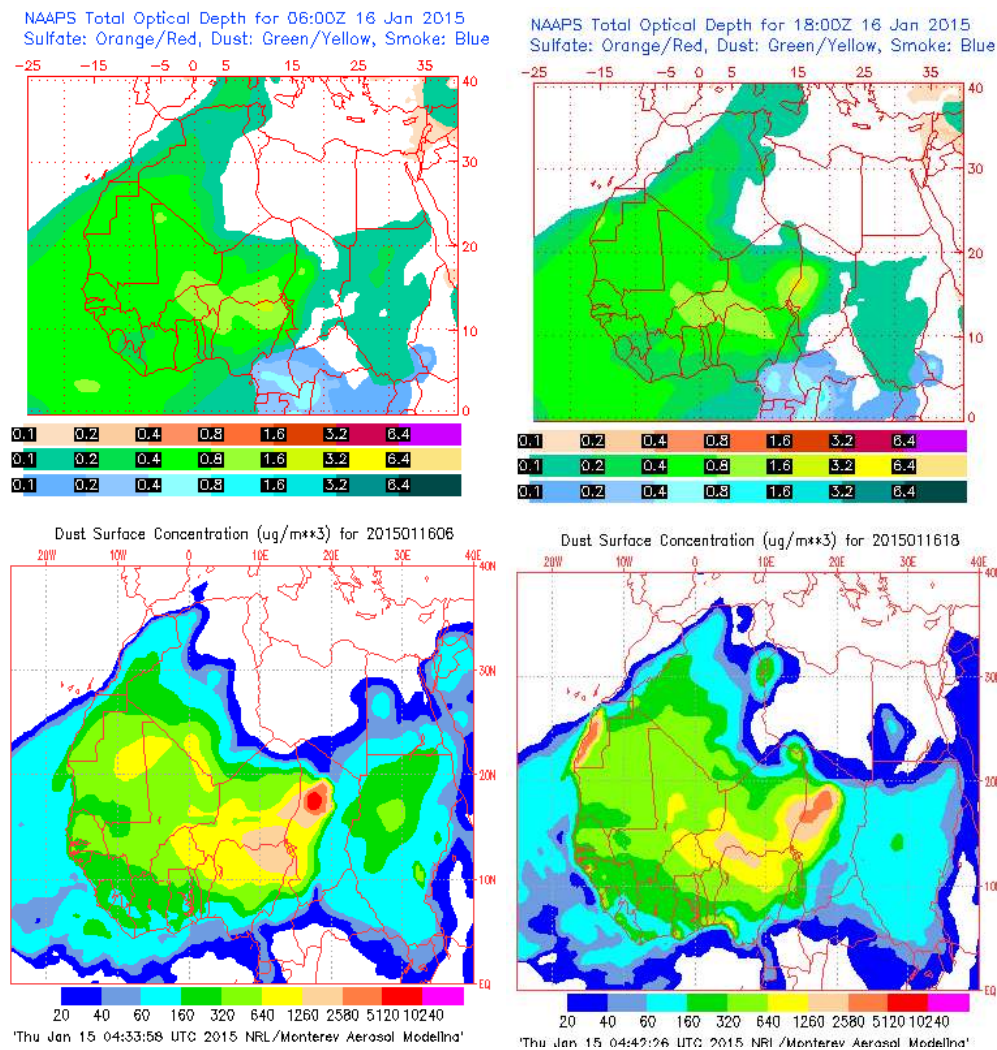 NAAPS Total Optical Depth for 06:00Z 16 Jan 2015
Sulfate: Orange/Red, Dust: Green/Yellow, Smoke: Blue
-25 -15 -5 0 5 15 25 35
40
30
20
10
0
0.1 0.2 0.4 0.8 1.6 3.2 6.4
0.1 0.2 0.4 0.8 1.6 3.2 6.4
0.1 0.2 0.4 0.8 1.6 3.2 6.4
NAAPS Total Optical Depth for 18:00Z 16 Jan 2015
Sulfate: Orange/Red, Dust: Green/Yellow, Smoke: Blue
-25 -15 -5 0 5 15 25 35
40
30
20
10
0
0.1 0.2 0.4 0.8 1.6 3.2 6.4
0.1 0.2 0.4 0.8 1.6 3.2 6.4
0.1 0.2 0.4 0.8 1.6 3.2 6.4
Dust Surface Concentration (ug/m**3) for 2015011606
20W 10W 0 10E 20E 30E 40E
40N
30N
20N
10N
EQ
20 40 60 160 320 640 1260 2580 5120 10240
'Thu Jan 15 04:33:58 UTC 2015 NRL/Monterey Aerosol Modeling'
Dust Surface Concentration (ug/m**3) for 2015011618
20W 10W 0 10E 20E 30E 40E
40N
30N
20N
10N
EQ
20 40 60 160 320 640 1260 2580 5120 10240
'Thu Jan 15 04:42:26 UTC 2015 NRL/Monterey Aerosol Modeling'